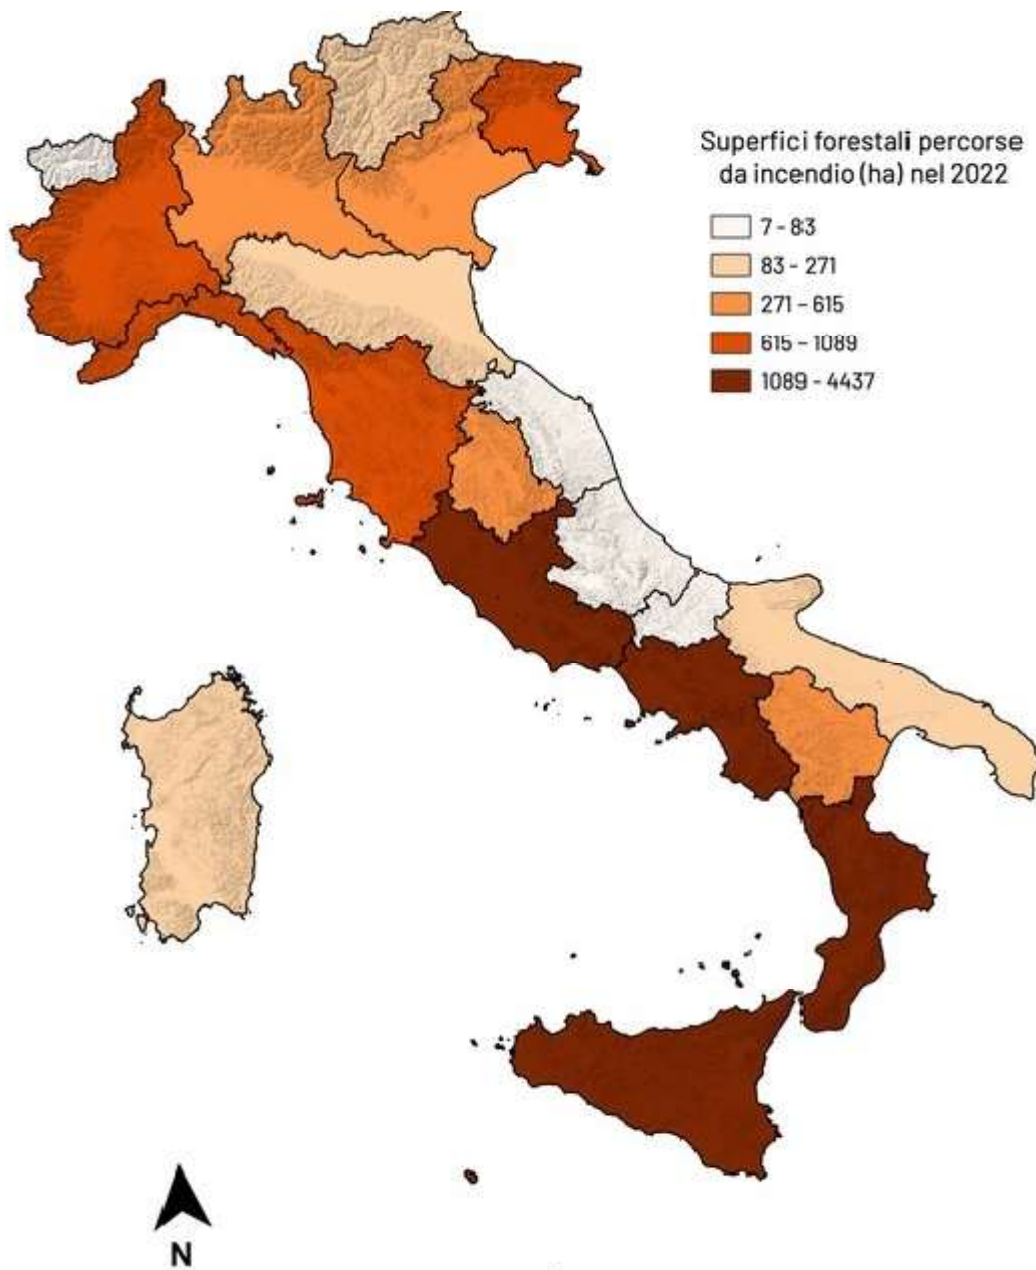 Superfici forestali percorse
da incendio (ha) nel 2022
7 - 83
83 - 271
271 - 615
615 - 1089
1089 - 4437
N